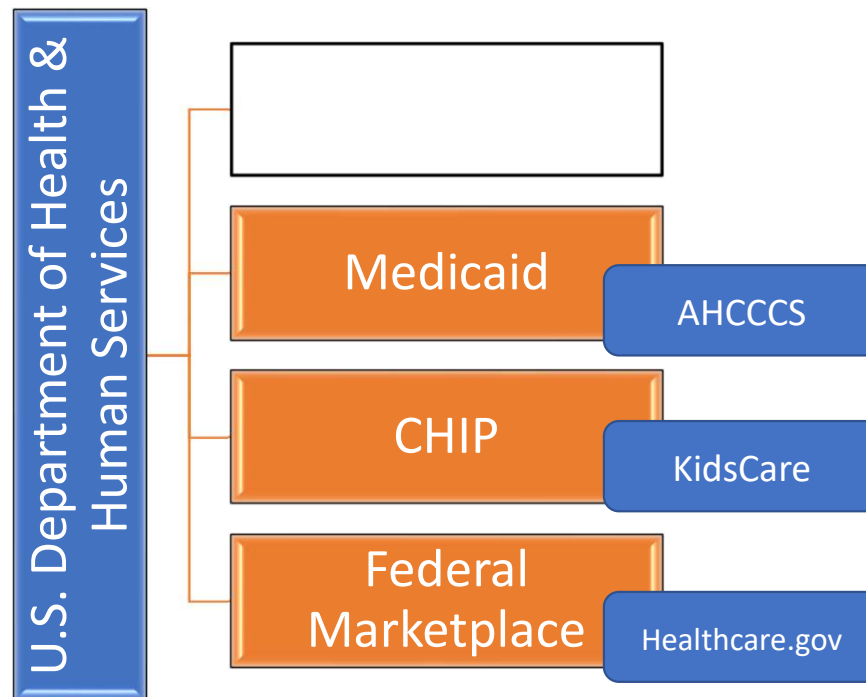 U.S. Department of Health &
Human Services
Medicaid
AHCCCS
CHIP
KidsCare
Federal
Marketplace
Healthcare.gov